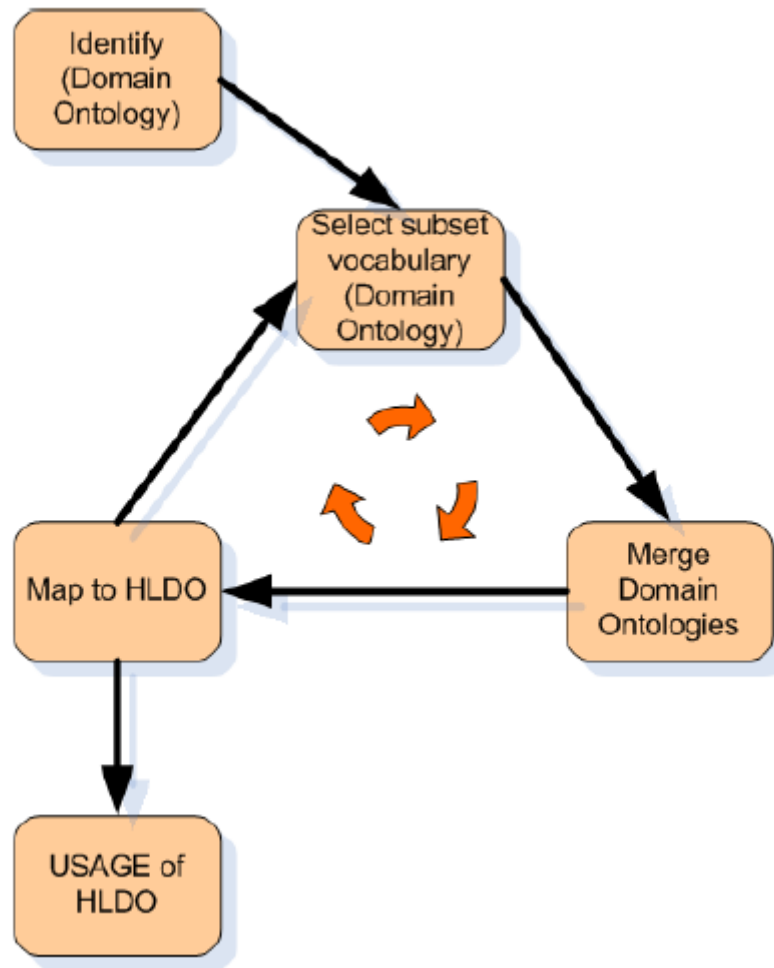 Identify
(Domain
Ontology)
Select subset
vocabulary
(Domain
Ontology)
Map to HLDO
Merge
Domain
Ontologies
USAGE of
HLDO